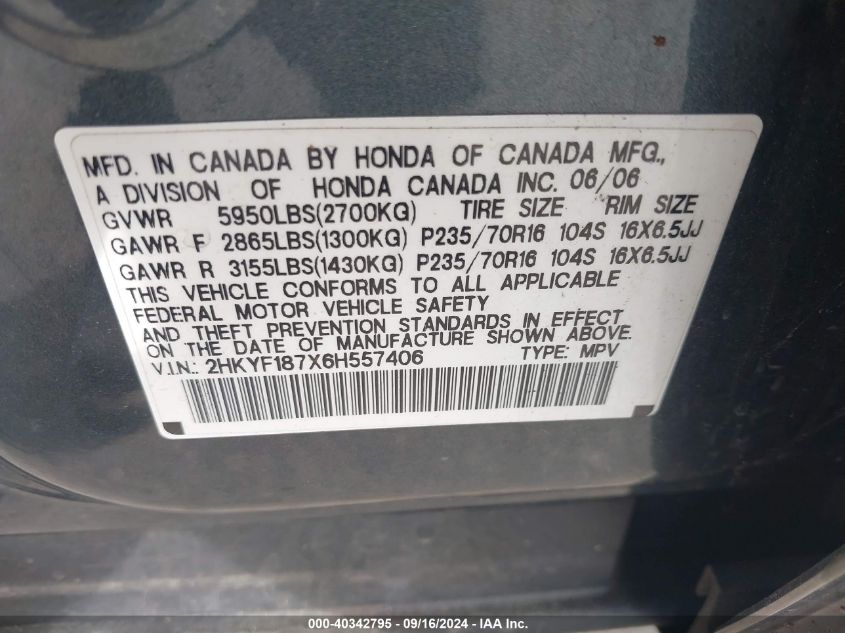 MFD. IN CANADA BY HONDA OF CANADA MFG.,
A DIVISION OF HONDA CANADA INC. 06/06
GVWR 5950LBS(2700KG) TIRE SIZE RIM SIZE
GAWR F 2865LBS(1300KG) P235/70R16 104S 16X6.5JJ
GAWR R 3155LBS(1430KG) P235/70R16 104S 16X6.5JJ
THIS VEHICLE CONFORMS TO ALL APPLICABLE
FEDERAL MOTOR VEHICLE SAFETY
AND THEFT PREVENTION STANDARDS IN EFFECT
ON THE DATE OF MANUFACTURE SHOWN ABOVE.
V.I.N.: 2HKYF187X6H557406 TYPE: MPV
000-40342795 - 09/16/2024 - IAA Inc.